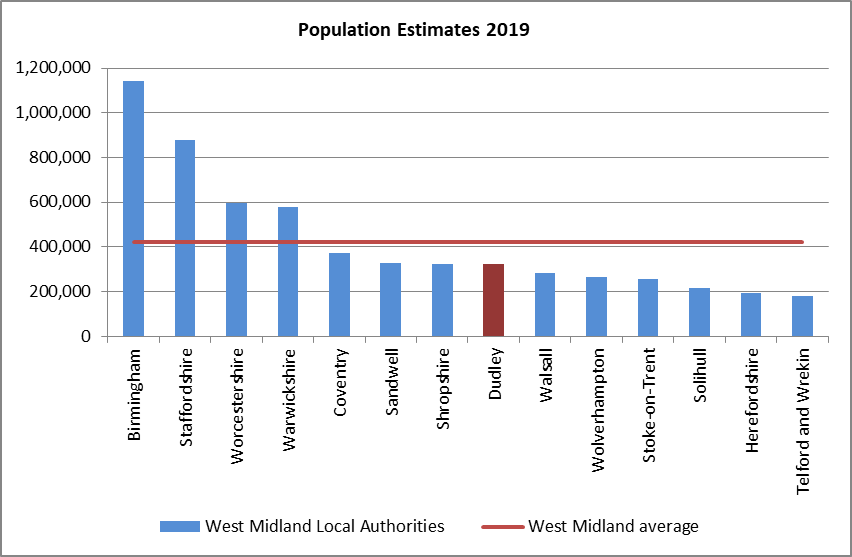 Population Estimates 2019
1,200,000
1,000,000
800,000
600,000
400,000
200,000
0
Birmingham
Staffordshire
Worcestershire
Warwickshire
Coventry
Sandwell
Shropshire
Dudley
Walsall
Wolverhampton
Stoke-on-Trent
Solihull
Herefordshire
Telford and Wrekin
West Midland Local Authorities
West Midland average